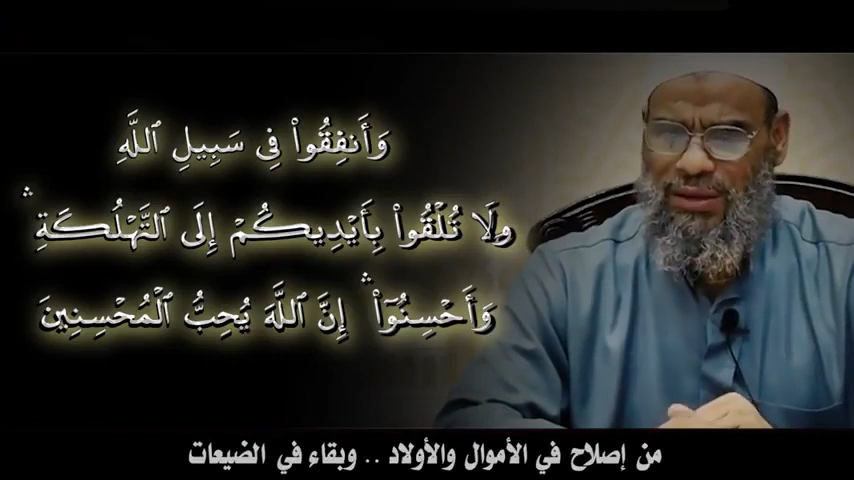 وَأَنفِقُوا۟ فِى سَبِيلِ ٱللَّهِ
وَلَا تُلْقُوا۟ بِأَيْدِيكُمْ إِلَى ٱلتَّهْلُكَةِ ۛ
وَأَحْسِنُوٓا۟ ۛ إِنَّ ٱللَّهَ يُحِبُّ ٱلْمُحْسِنِينَ
من إصلاح في الأموال والأولاد .. وبقاء في الضيعات